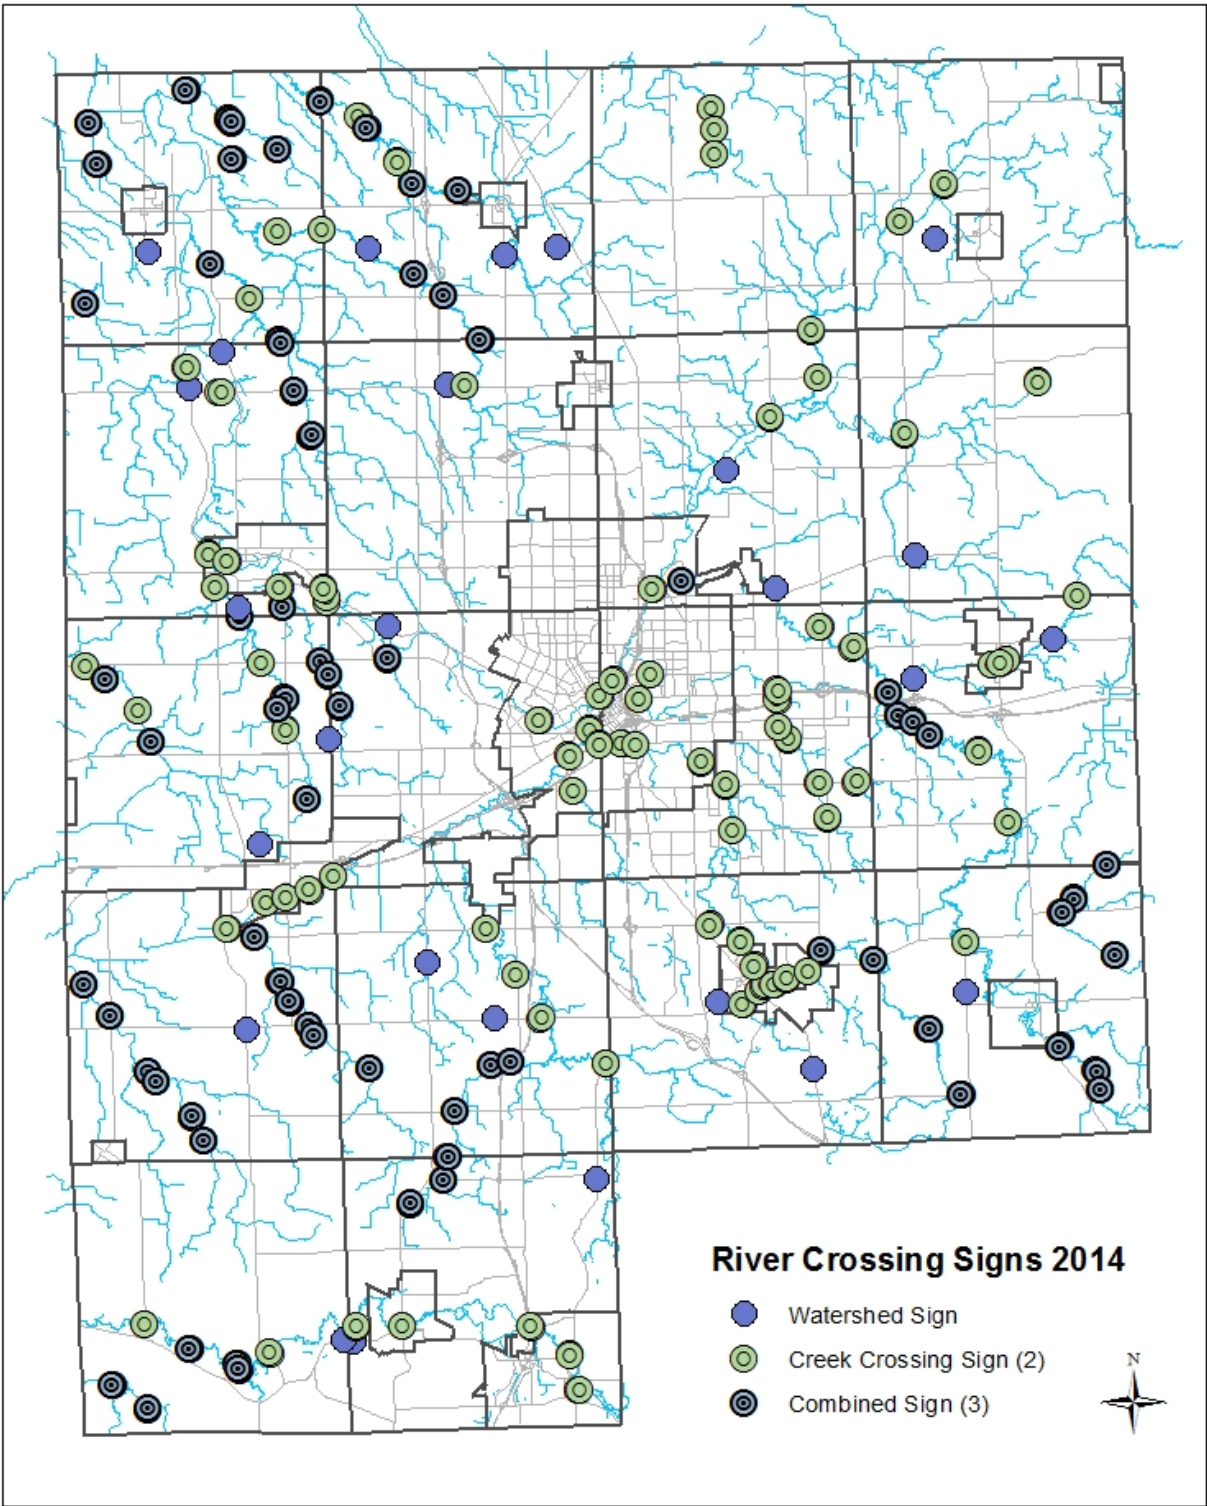 River Crossing Signs 2014
Watershed Sign
Creek Crossing Sign (2)
Combined Sign (3)
N